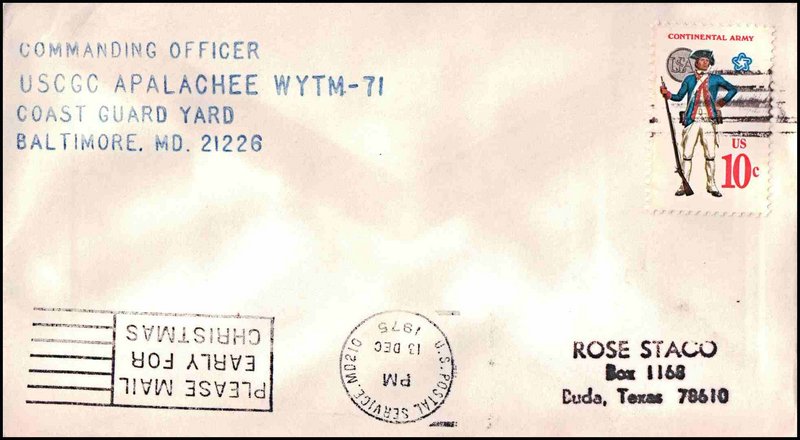 COMMANDING OFFICER
USCGC APALACHEE WYTM-71
COAST GUARD YARD
BALTIMORE, MD. 21226
CONTINENTAL ARMY
USA
US
10c
PLEASE MAIL
EARLY FOR
CHRISTMAS
U.S. POSTAL SERVICE MD210
PM
13 DEC
1975
ROSE STACO
Box 1168
Buda, Texas 78610